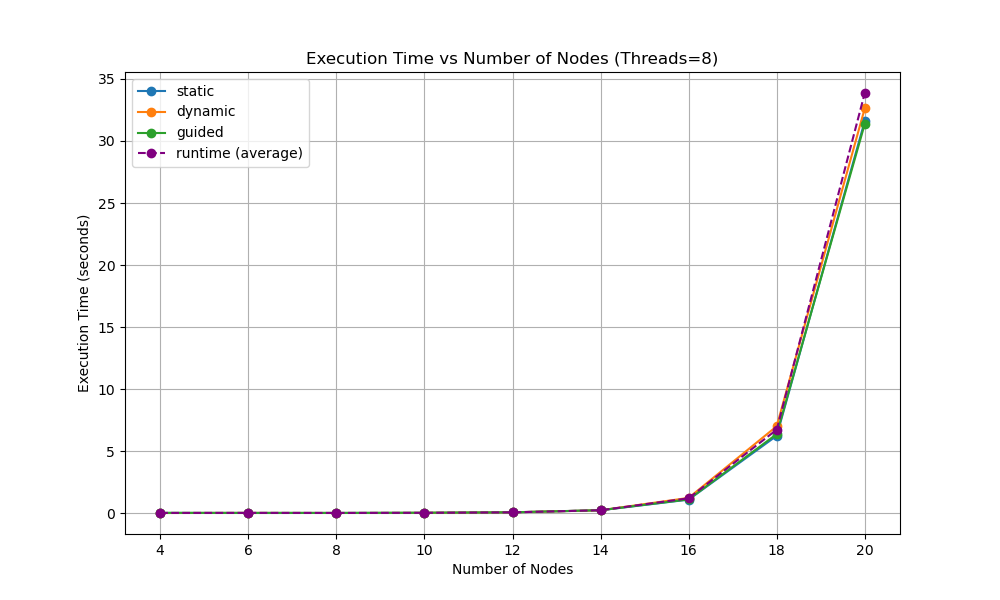 Execution Time vs Number of Nodes (Threads=8)
static
dynamic
guided
runtime (average)
Execution Time (seconds)
35
30
25
20
15
10
5
0
4 6 8 10 12 14 16 18 20
Number of Nodes